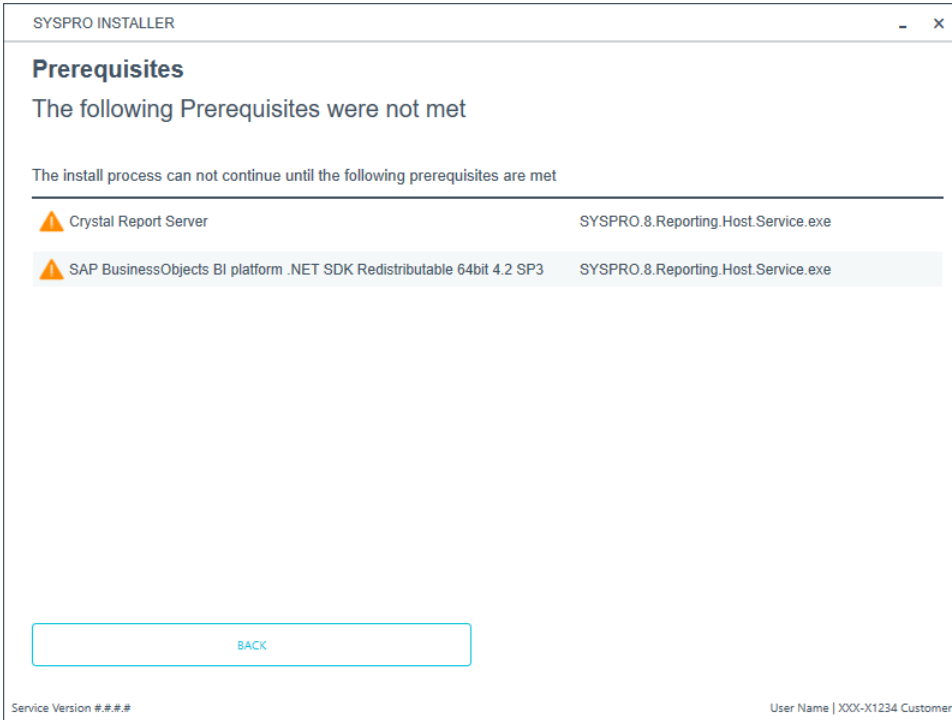 SYSPRO INSTALLER
Prerequisites
The following Prerequisites were not met
The install process can not continue until the following prerequisites are met
Crystal Report Server SYSPRO.8.Reporting.Host.Service.exe
SAP BusinessObjects BI platform .NET SDK Redistributable 64bit 4.2 SP3 SYSPRO.8.Reporting.Host.Service.exe
BACK
Service Version #.#.#.# User Name | XXX-X1234 Customer